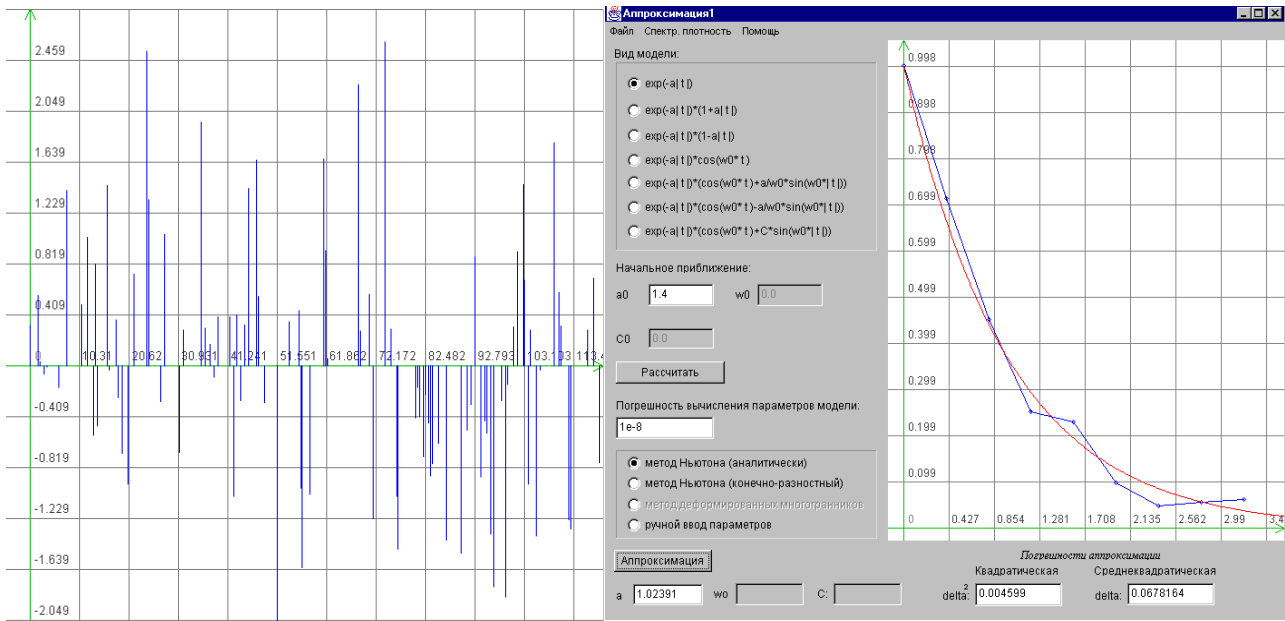 2.459
2.049
1.639
1.229
0.819
0.409
0 10.31 20.62 30.931 41.241 51.551 61.862 72.172 82.482 92.793 103.103 113.4
-0.409
-0.819
-1.229
-1.639
-2.049
Аппроксимация1
Файл Спектр. плотность Помощь
Вид модели:
exp(-a| t |)
exp(-a| t |)*(1+a| t |)
exp(-a| t |)*(1-a| t |)
exp(-a| t |)*cos(w0* t )
exp(-a| t |)*(cos(w0* t )+a/w0*sin(w0*| t |))
exp(-a| t |)*(cos(w0* t )-a/w0*sin(w0*| t |))
exp(-a| t |)*(cos(w0* t )+C*sin(w0*| t |))
Начальное приближение:
a0 1.4 w0 0.0
C0 0.0
Рассчитать
Погрешность вычисления параметров модели:
1e-8
метод Ньютона (аналитически)
метод Ньютона (конечно-разностный)
метод деформированных многогранников
ручной ввод параметров
Аппроксимация
a 1.02391 wo C:
0.998
0.898
0.798
0.699
0.599
0.499
0.399
0.299
0.199
0.099
0 0.427 0.854 1.281 1.708 2.135 2.562 2.99 3.4
Погрешности аппроксимации
Квадратическая Среднеквадратическая
delta²: 0.004599 delta: 0.0678164